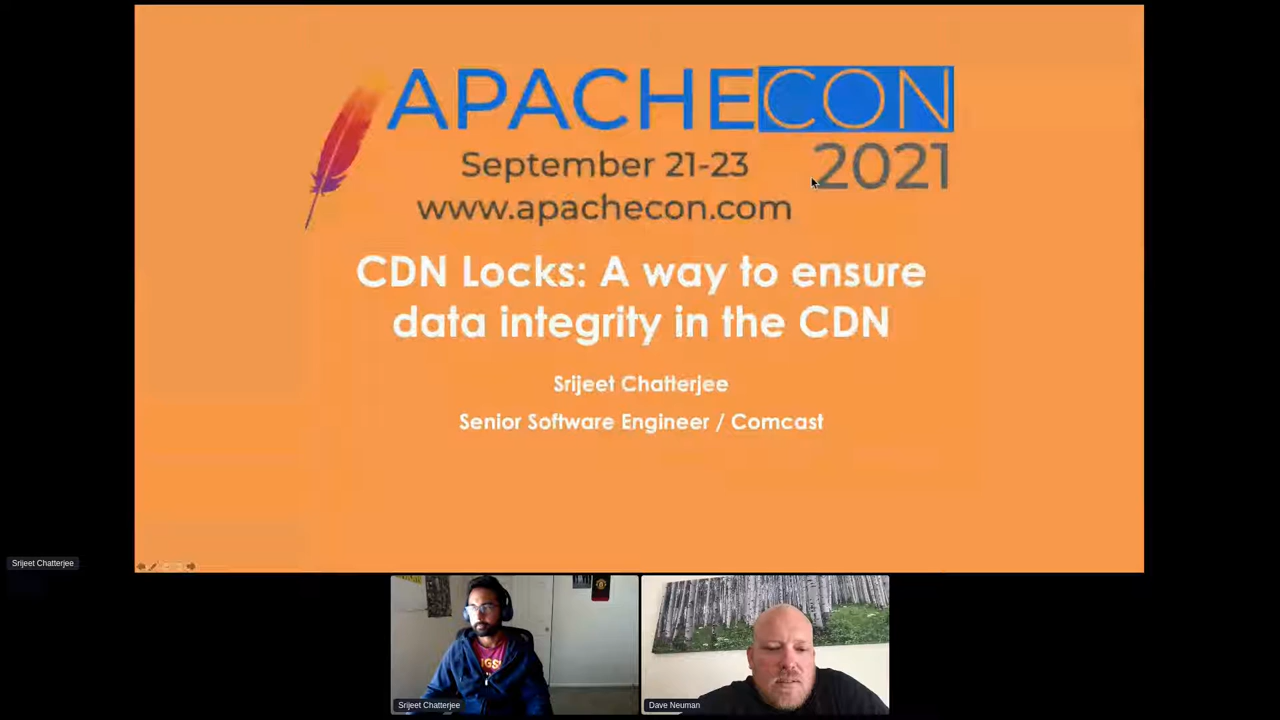 APACHECON
September 21-23
2021
www.apachecon.com
CDN Locks: A way to ensure
data integrity in the CDN
Srijeet Chatterjee
Senior Software Engineer / Comcast
Srijeet Chatterjee
Srijeet Chatterjee
Dave Neuman